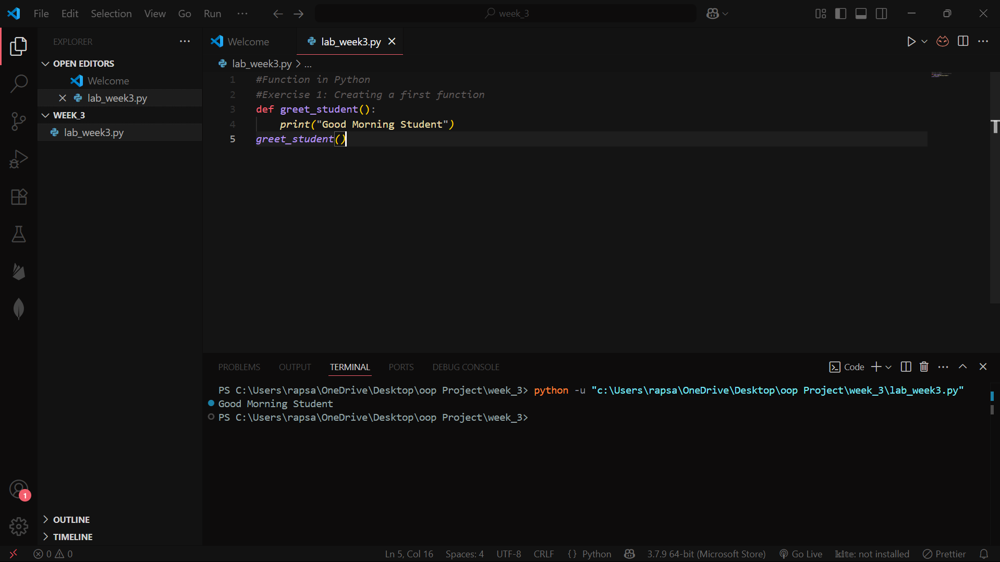 File Edit Selection View Go Run ··· week_3
EXPLORER
OPEN EDITORS
Welcome
lab_week3.py
WEEK_3
lab_week3.py
OUTLINE
TIMELINE
Welcome lab_week3.py
lab_week3.py > ...
1 #Function in Python
2 #Exercise 1: Creating a first function
3 def greet_student():
4     print("Good Morning Student")
5 greet_student()
PROBLEMS OUTPUT TERMINAL PORTS DEBUG CONSOLE Code
PS C:\Users\rapsa\OneDrive\Desktop\oop Project\week_3> python -u "c:\Users\rapsa\OneDrive\Desktop\oop Project\week_3\lab_week3.py"
Good Morning Student
PS C:\Users\rapsa\OneDrive\Desktop\oop Project\week_3>
1
0 0 Ln 5, Col 16 Spaces: 4 UTF-8 CRLF {} Python 3.7.9 64-bit (Microsoft Store) Go Live kite: not installed Prettier